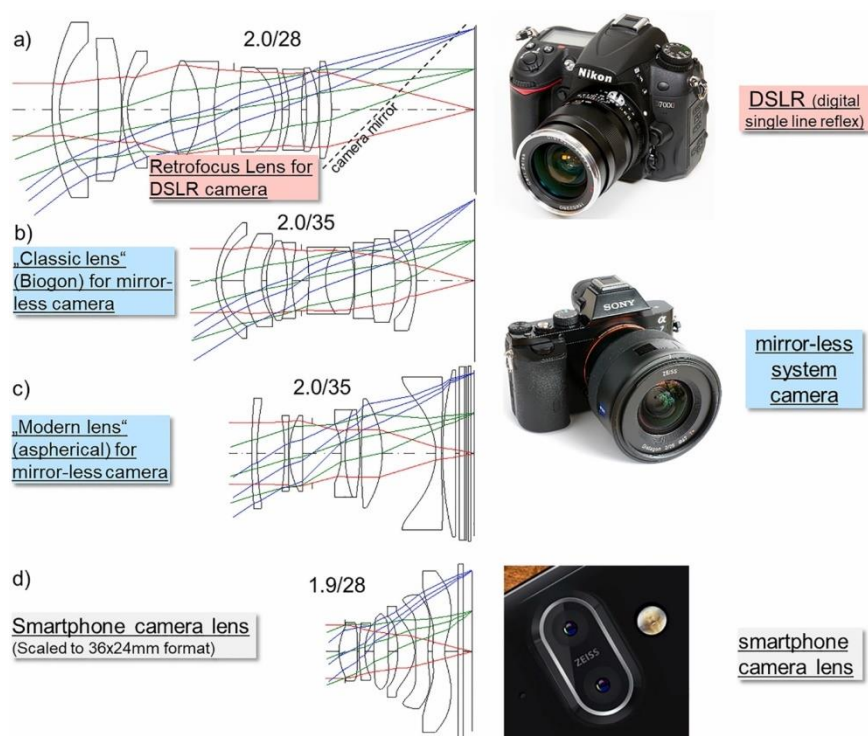 a)
2.0/28
camera mirror
Retrofocus Lens for
DSLR camera
Nikon
DSLR (digital
single line reflex)
b)
2.0/35
„Classic lens“
(Biogon) for mirror-
less camera
SONY
α
ZEISS
mirror-less
system
camera
c)
2.0/35
„Modern lens“
(aspherical) for
mirror-less camera
d)
1.9/28
Smartphone camera lens
(Scaled to 36x24mm format)
ZEISS
smartphone
camera lens